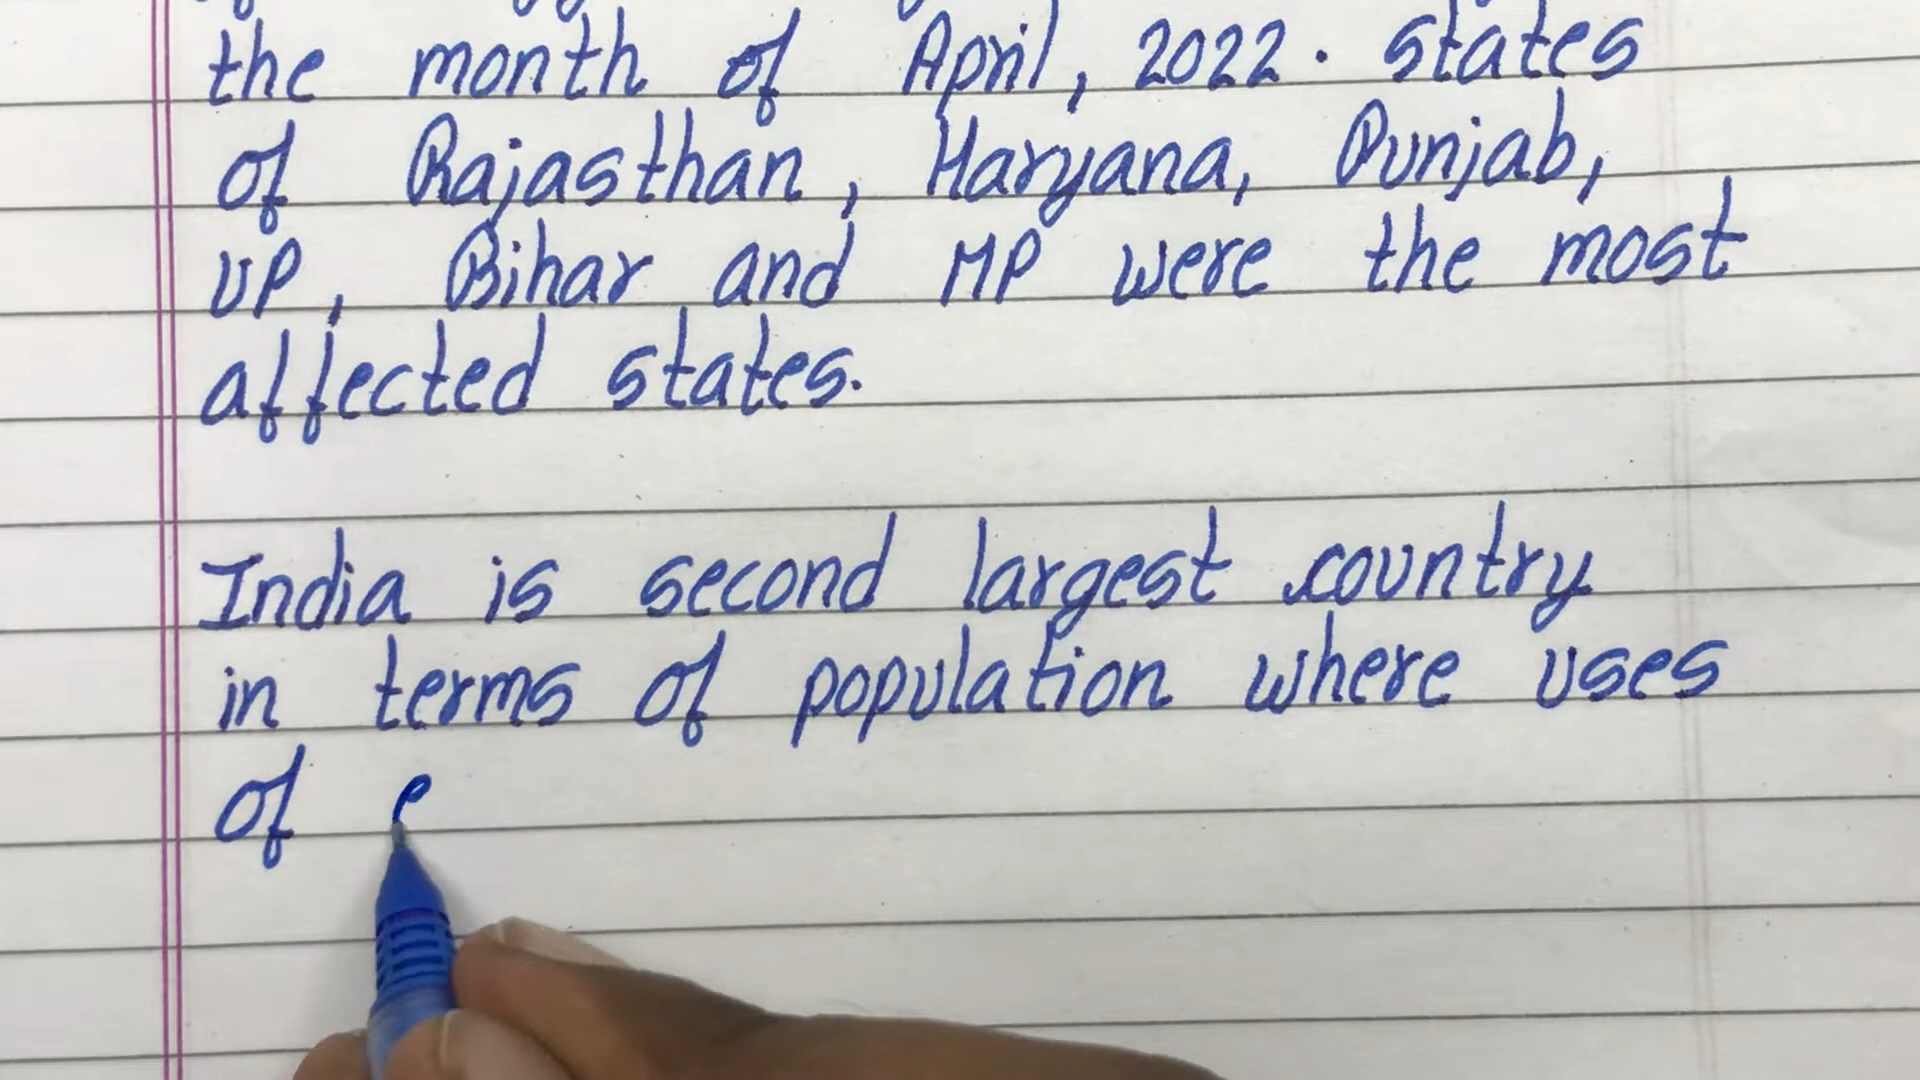 the month of April, 2022. states
of Rajasthan, Haryana, Punjab,
UP, Bihar and MP were the most
affected states.
India is second largest country
in terms of population where uses
of e